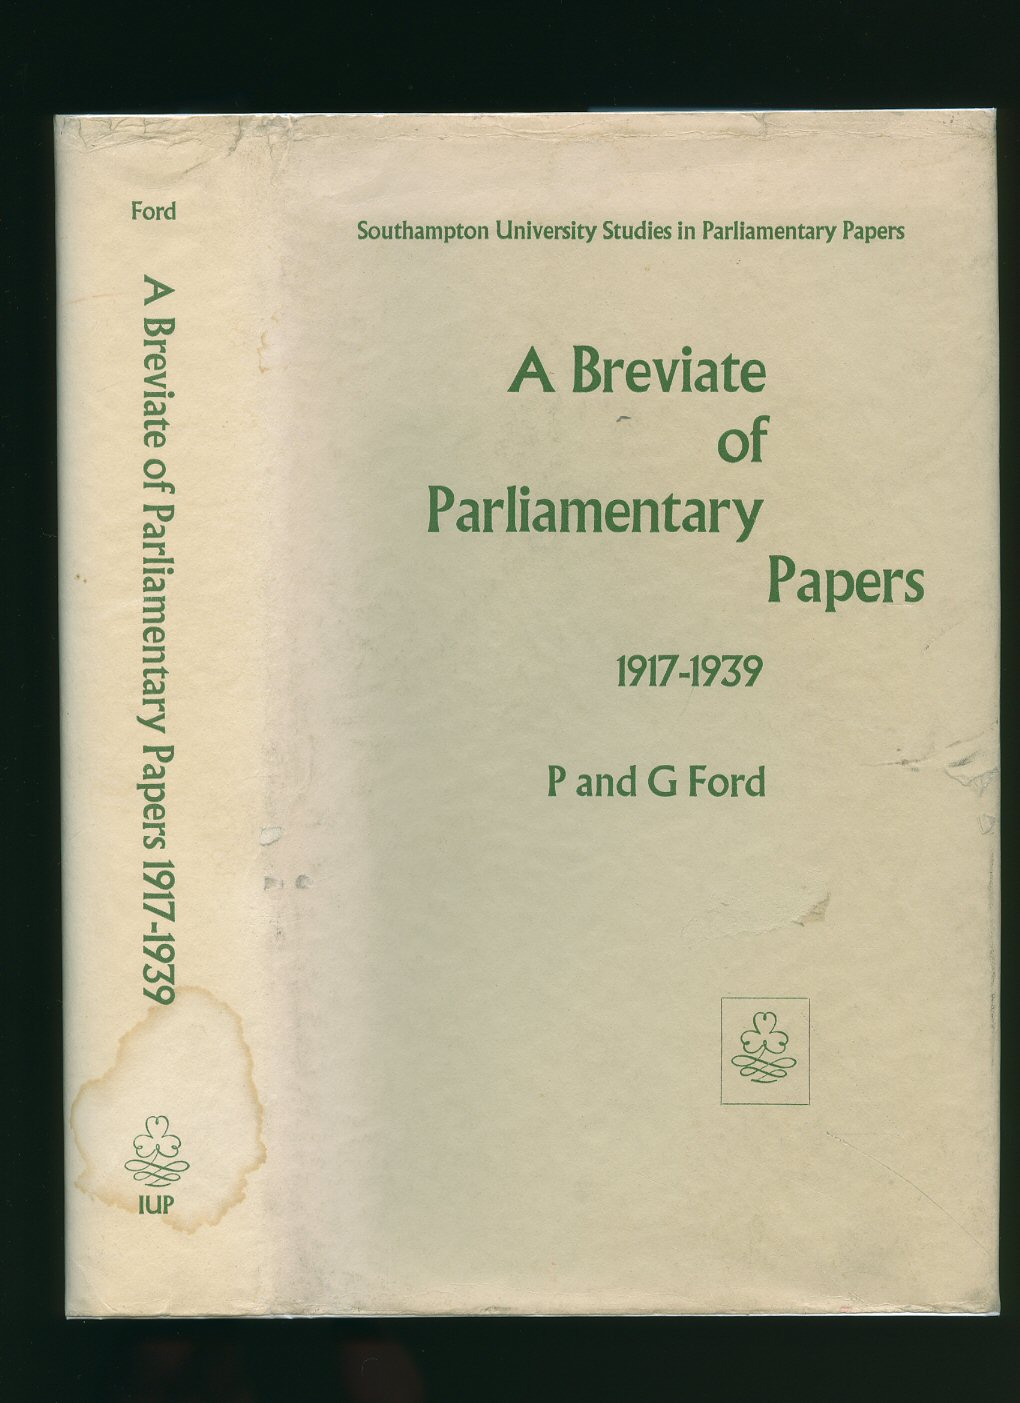 Ford
A Breviate of Parliamentary Papers 1917-1939
IUP
Southampton University Studies in Parliamentary Papers
A Breviate
of
Parliamentary
Papers
1917-1939
P and G Ford